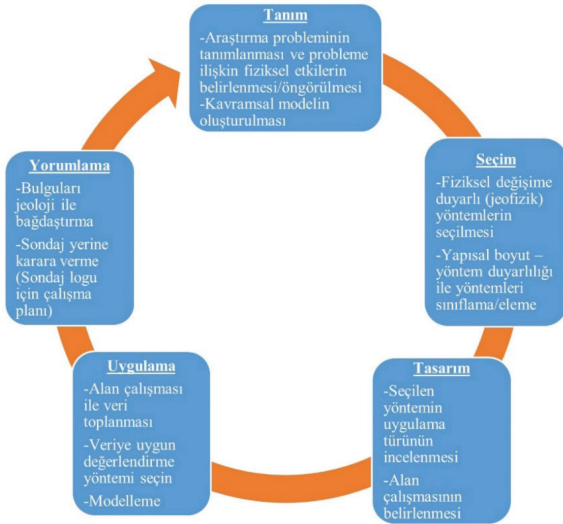 Tanım
-Araştırma probleminin
tanımlanması ve probleme
ilişkin fiziksel etkilerin
belirlenmesi/öngörülmesi
-Kavramsal modelin
oluşturulması
Seçim
-Fiziksel değişime
duyarlı (jeofizik)
yöntemlerin
seçilmesi
-Yapısal boyut –
yöntem duyarlılığı
ile yöntemleri
sınıflama/eleme
Tasarım
-Seçilen
yöntemin
uygulama
türünün
incelenmesi
-Alan
çalışmasının
belirlenmesi
Uygulama
-Alan çalışması
ile veri
toplanması
-Veriye uygun
değerlendirme
yöntemi seçin
-Modelleme
Yorumlama
-Bulguları
jeoloji ile
bağdaştırma
-Sondaj yerine
karara verme
(Sondaj logu
için çalışma
planı)